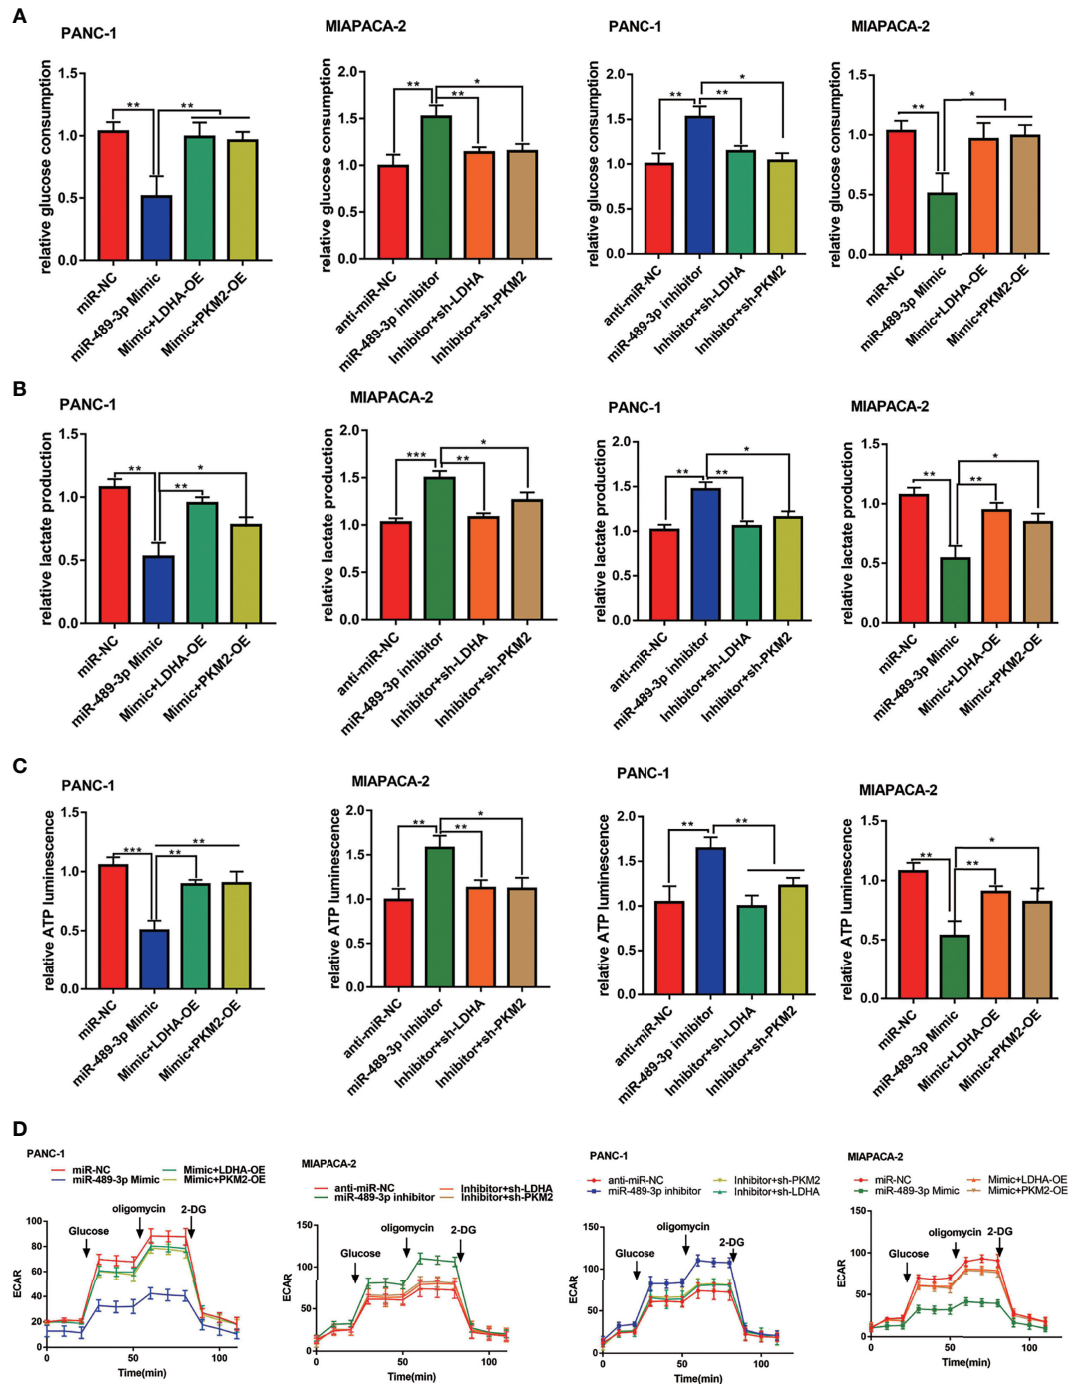 A
PANC-1
MIAPACA-2
PANC-1
MIAPACA-2
relative glucose consumption
1.5
1.0
0.5
0.0
** **
miR-NC
miR-489-3p Mimic
Mimic+LDHA-OE
Mimic+PKM2-OE
relative glucose consumption
2.0
1.5
1.0
0.5
0.0
** ** *
anti-miR-NC
miR-489-3p inhibitor
Inhibitor+sh-LDHA
Inhibitor+sh-PKM2
relative glucose consumption
2.0
1.5
1.0
0.5
0.0
** ** *
anti-miR-NC
miR-489-3p inhibitor
Inhibitor+sh-LDHA
Inhibitor+sh-PKM2
relative glucose consumption
1.5
1.0
0.5
0.0
** *
miR-NC
miR-489-3p Mimic
Mimic+LDHA-OE
Mimic+PKM2-OE
B
PANC-1
MIAPACA-2
PANC-1
MIAPACA-2
relative lactate production
1.5
1.0
0.5
0.0
** ** *
miR-NC
miR-489-3p Mimic
Mimic+LDHA-OE
Mimic+PKM2-OE
relative lactate production
2.0
1.5
1.0
0.5
0.0
*** ** *
anti-miR-NC
miR-489-3p inhibitor
Inhibitor+sh-LDHA
Inhibitor+sh-PKM2
relative lactate production
2.0
1.5
1.0
0.5
0.0
** ** *
anti-miR-NC
miR-489-3p inhibitor
Inhibitor+sh-LDHA
Inhibitor+sh-PKM2
relative lactate production
1.5
1.0
0.5
0.0
** ** *
miR-NC
miR-489-3p Mimic
Mimic+LDHA-OE
Mimic+PKM2-OE
C
PANC-1
MIAPACA-2
PANC-1
MIAPACA-2
relative ATP luminescence
1.5
1.0
0.5
0.0
*** ** **
miR-NC
miR-489-3p Mimic
Mimic+LDHA-OE
Mimic+PKM2-OE
relative ATP luminescence
2.0
1.5
1.0
0.5
0.0
** ** *
anti-miR-NC
miR-489-3p inhibitor
Inhibitor+sh-LDHA
Inhibitor+sh-PKM2
relative ATP luminescence
2.0
1.5
1.0
0.5
0.0
** **
anti-miR-NC
miR-489-3p inhibitor
Inhibitor+sh-LDHA
Inhibitor+sh-PKM2
relative ATP luminescence
1.5
1.0
0.5
0.0
** ** *
miR-NC
miR-489-3p Mimic
Mimic+LDHA-OE
Mimic+PKM2-OE
D
PANC-1
miR-NC Mimic+LDHA-OE
miR-489-3p Mimic Mimic+PKM2-OE
Glucose oligomycin 2-DG
ECAR
100
80
60
40
20
0
0 50 100
Time(min)
MIAPACA-2
anti-miR-NC Inhibitor+sh-LDHA
miR-489-3p inhibitor Inhibitor+sh-PKM2
Glucose oligomycin 2-DG
ECAR
150
100
50
0
0 50 100
Time(min)
PANC-1
anti-miR-NC Inhibitor+sh-PKM2
miR-489-3p inhibitor Inhibitor+sh-LDHA
Glucose oligomycin 2-DG
ECAR
150
100
50
0
0 50 100
Time(min)
MIAPACA-2
miR-NC Mimic+LDHA-OE
miR-489-3p Mimic Mimic+PKM2-OE
Glucose oligomycin 2-DG
ECAR
150
100
50
0
0 50 100
Time(min)